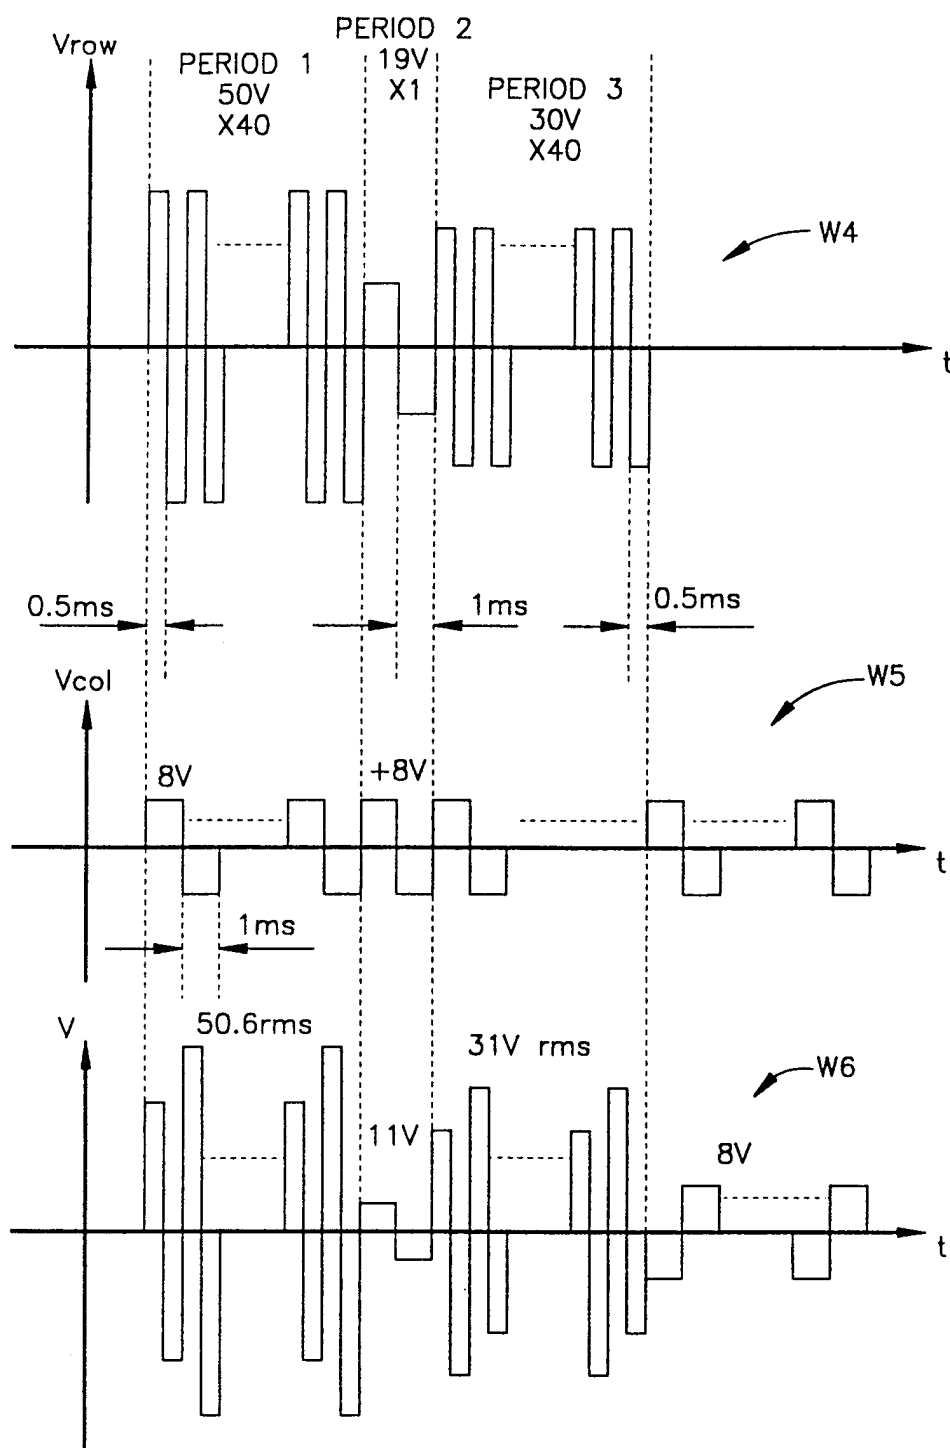 PERIOD 2
19V
X1
Vrow
PERIOD 1
50V
X40
PERIOD 3
30V
X40
W4
t
0.5ms
1ms
0.5ms
Vcol
W5
8V
+8V
t
1ms
V
50.6rms
31V rms
W6
11V
8V
t